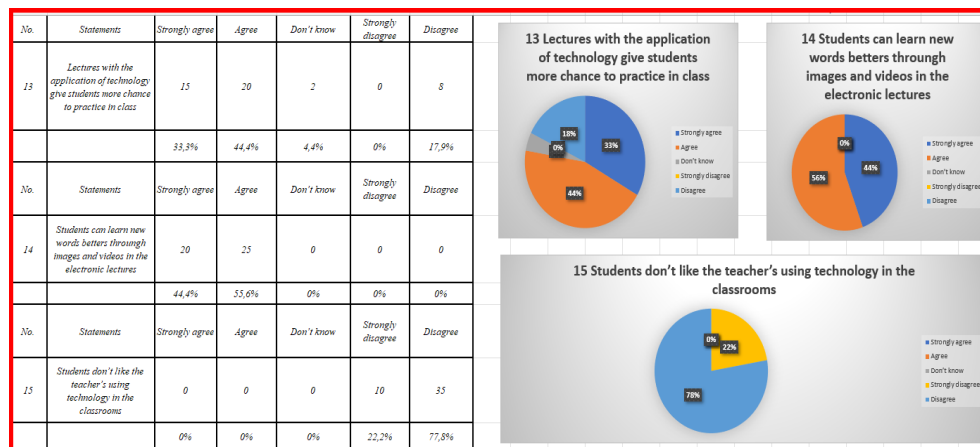 No. Statements Strongly agree Agree Don't know Strongly disagree Disagree
13 Lectures with the application of technology give students more chance to practice in class 15 20 2 0 8
33,3% 44,4% 4,4% 0% 17,9%
No. Statements Strongly agree Agree Don't know Strongly disagree Disagree
14 Students can learn new words betters throurngh images and videos in the electronic lectures 20 25 0 0 0
44,4% 55,6% 0% 0% 0%
No. Statements Strongly agree Agree Don't know Strongly disagree Disagree
15 Students don't like the teacher's using technology in the classrooms 0 0 0 10 35
0% 0% 0% 22,2% 77,8%
13 Lectures with the application
of technology give students
more chance to practice in class
18%
0%
33%
44%
Strongly agree
Agree
Don't know
Strongly disagree
Disagree
14 Students can learn new
words betters throurngh
images and videos in the
electronic lectures
0%
44%
56%
Strongly agree
Agree
Don't know
Strongly disagree
Disagree
15 Students don't like the teacher's using technology in the
classrooms
0%
22%
78%
Strongly agree
Agree
Don't know
Strongly disagree
Disagree